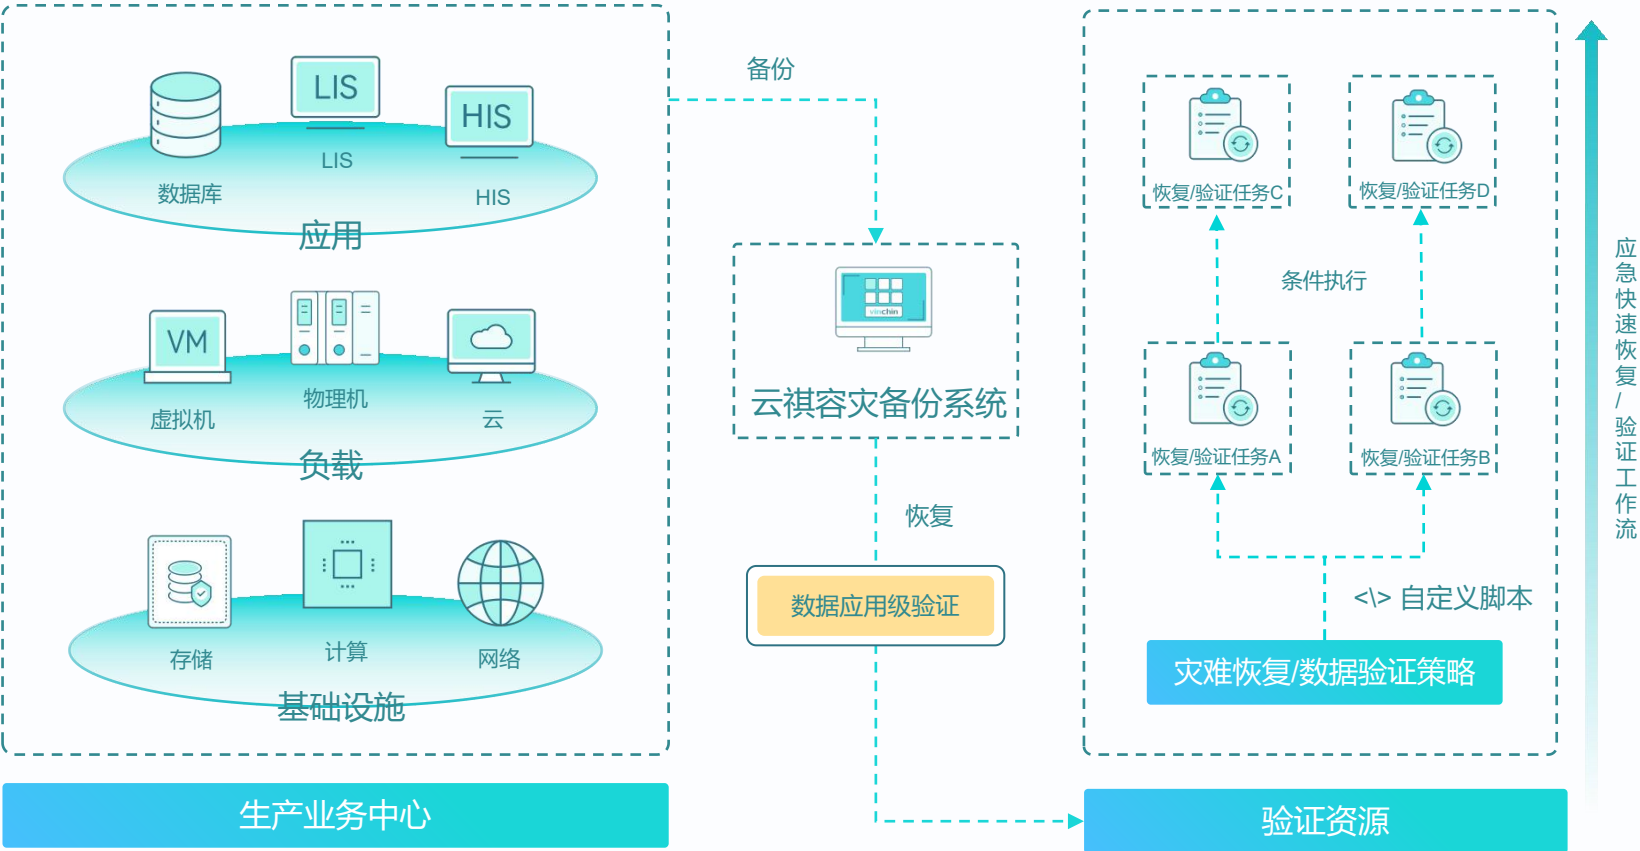 LIS
HIS
数据库
LIS
HIS
应用
VM
虚拟机
物理机
云
负载
存储
计算
网络
基础设施
生产业务中心
备份
vinchin
云祺容灾备份系统
恢复
数据应用级验证
恢复/验证任务C
恢复/验证任务D
条件执行
恢复/验证任务A
恢复/验证任务B
<\> 自定义脚本
灾难恢复/数据验证策略
验证资源
应急快速恢复/验证工作流